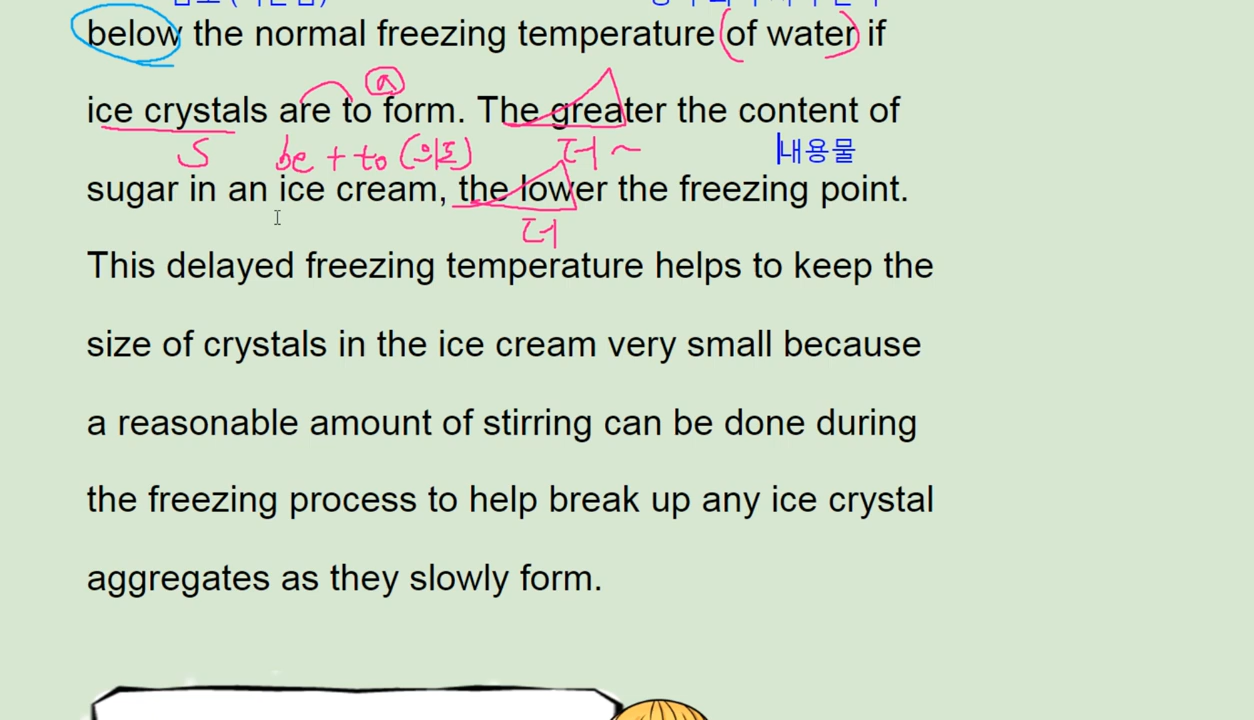 below the normal freezing temperature (of water) if
ⓐ
ice crystals are to form. The greater the content of
S be + to (의도) 더 ~ 내용물
sugar in an ice cream, the lower the freezing point.
더
This delayed freezing temperature helps to keep the
size of crystals in the ice cream very small because
a reasonable amount of stirring can be done during
the freezing process to help break up any ice crystal
aggregates as they slowly form.